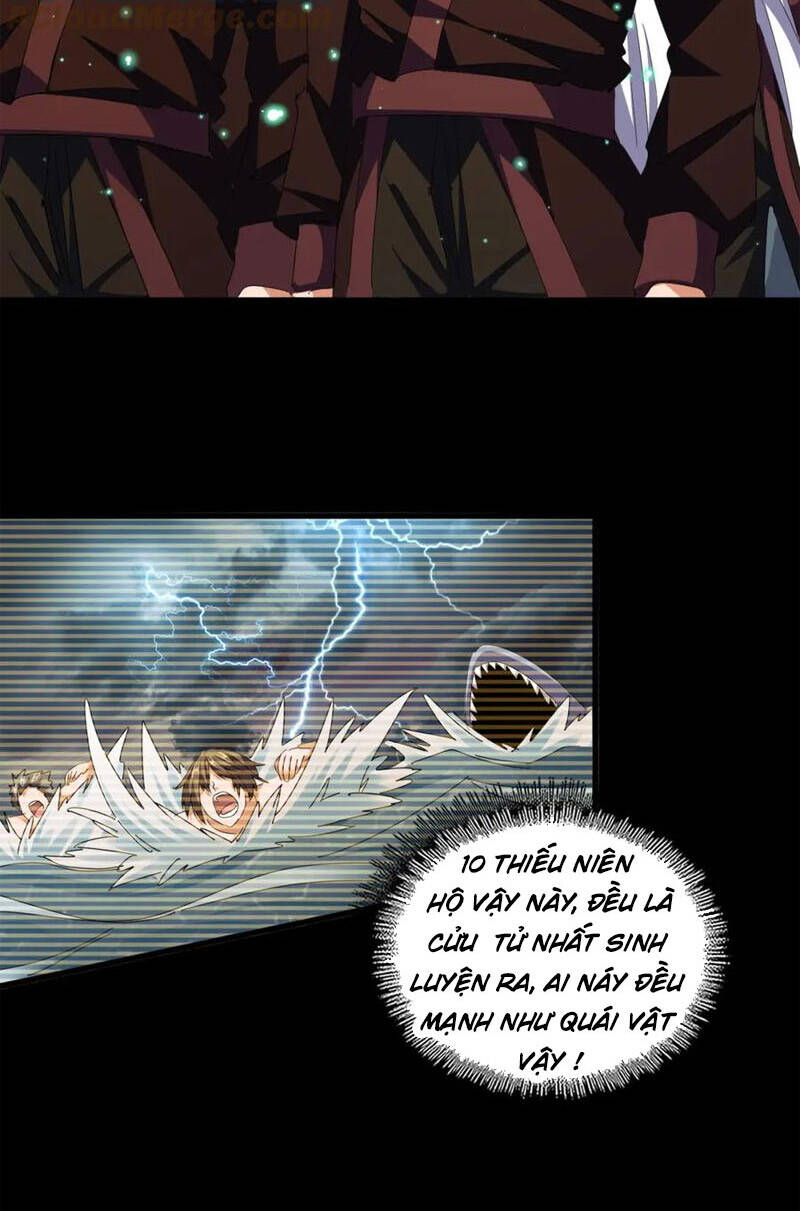 10 THIẾU NIÊN
HỘ VẬY NÀY, ĐỀU LÀ
CỬU TỬ NHẤT SINH
LUYỆN RA, AI NẤY ĐỀU
MẠNH NHƯ QUÁI VẬT
VẬY !